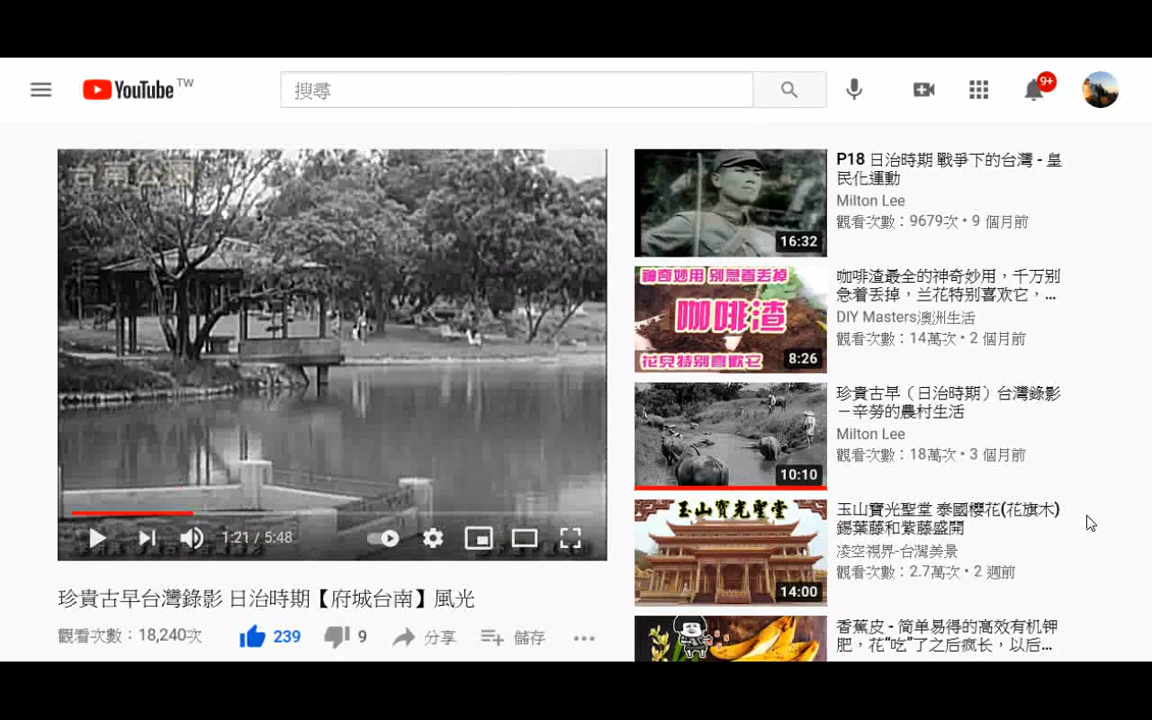 YouTube TW
搜尋
9+
台南公園
1:21 / 5:48
珍貴古早台灣錄影 日治時期【府城台南】風光
觀看次數：18,240次
239
9
分享
儲存
16:32
P18 日治時期 戰爭下的台灣 - 皇
民化運動
Milton Lee
觀看次數：9679次・9 個月前
神奇妙用 别急着丢掉
咖啡渣
花兒特别喜歡它
8:26
咖啡渣最全的神奇妙用，千万别
急着丢掉，兰花特别喜欢它，...
DIY Masters澳洲生活
觀看次數：14萬次・2 個月前
10:10
珍貴古早（日治時期）台灣錄影
－辛勞的農村生活
Milton Lee
觀看次數：18萬次・3 個月前
玉山寶光聖堂
14:00
玉山寶光聖堂 泰國櫻花(花旗木)
錫葉藤和紫藤盛開
凌空視界-台灣美景
觀看次數：2.7萬次・2 週前
香蕉皮 - 简单易得的高效有机钾
肥，花“吃”了之后疯长，以后...